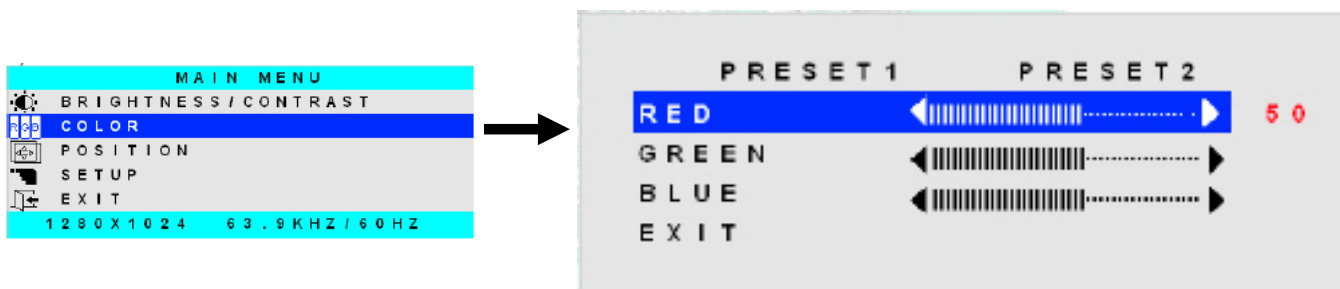 MAIN MENU
BRIGHTNESS/CONTRAST
RGB COLOR
POSITION
SETUP
EXIT
1280X1024 63.9KHZ/60HZ
PRESET1 PRESET2
RED 50
GREEN
BLUE
EXIT